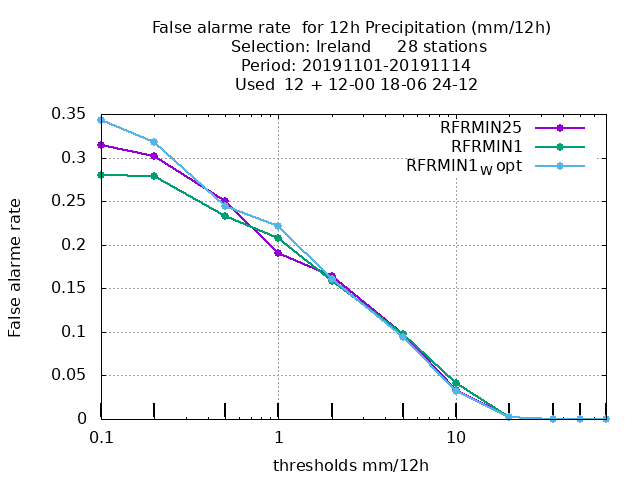 False alarme rate  for 12h Precipitation (mm/12h)
Selection: Ireland     28 stations
Period: 20191101-20191114
Used  12 + 12-00 18-06 24-12
RFRMIN25
RFRMIN1
RFRMIN1W opt
False alarme rate
0.35
0.3
0.25
0.2
0.15
0.1
0.05
0
0.1
1
10
thresholds mm/12h